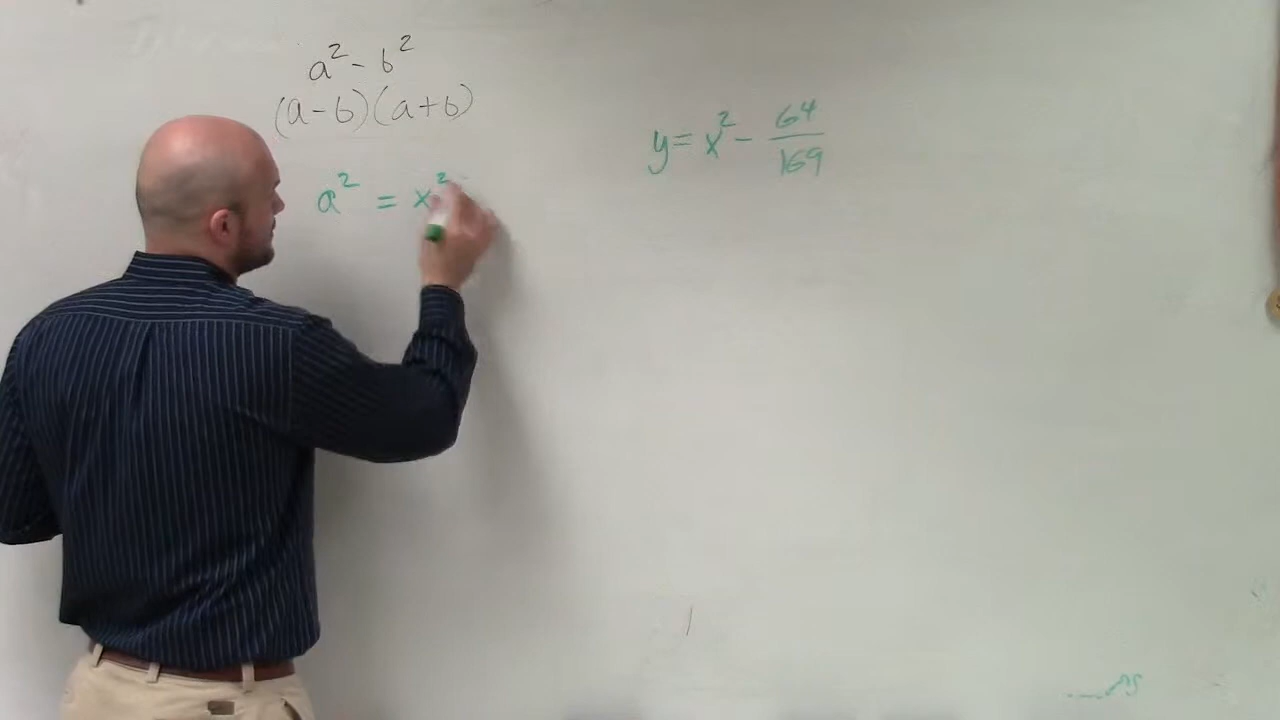 a² - b²
(a-b)(a+b)
a² = x²
y = x² - 64/169